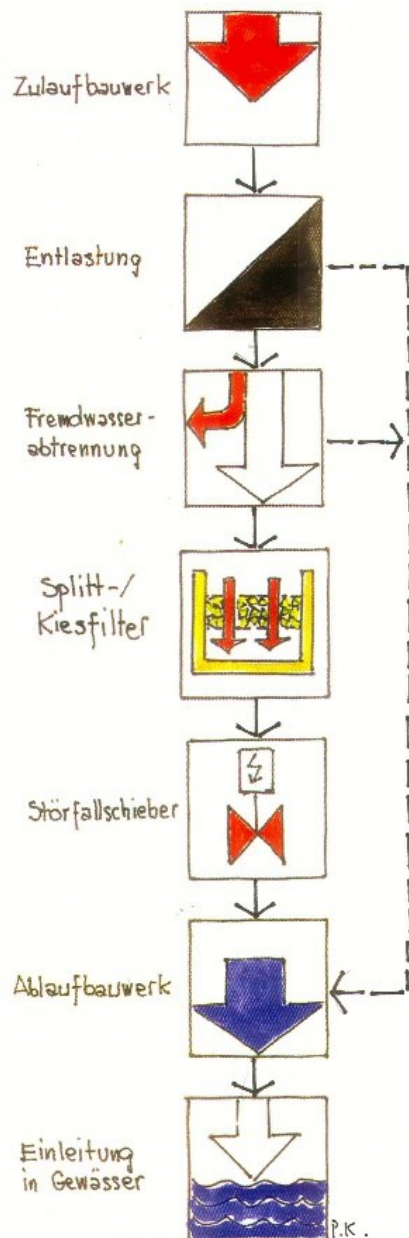 Zulaufbauwerk
Entlastung
Fremdwasser-
abtrennung
Splitt-/
Kiesfilter
Störfallschieber
Ablaufbauwerk
Einleitung
in Gewässer
P.K.